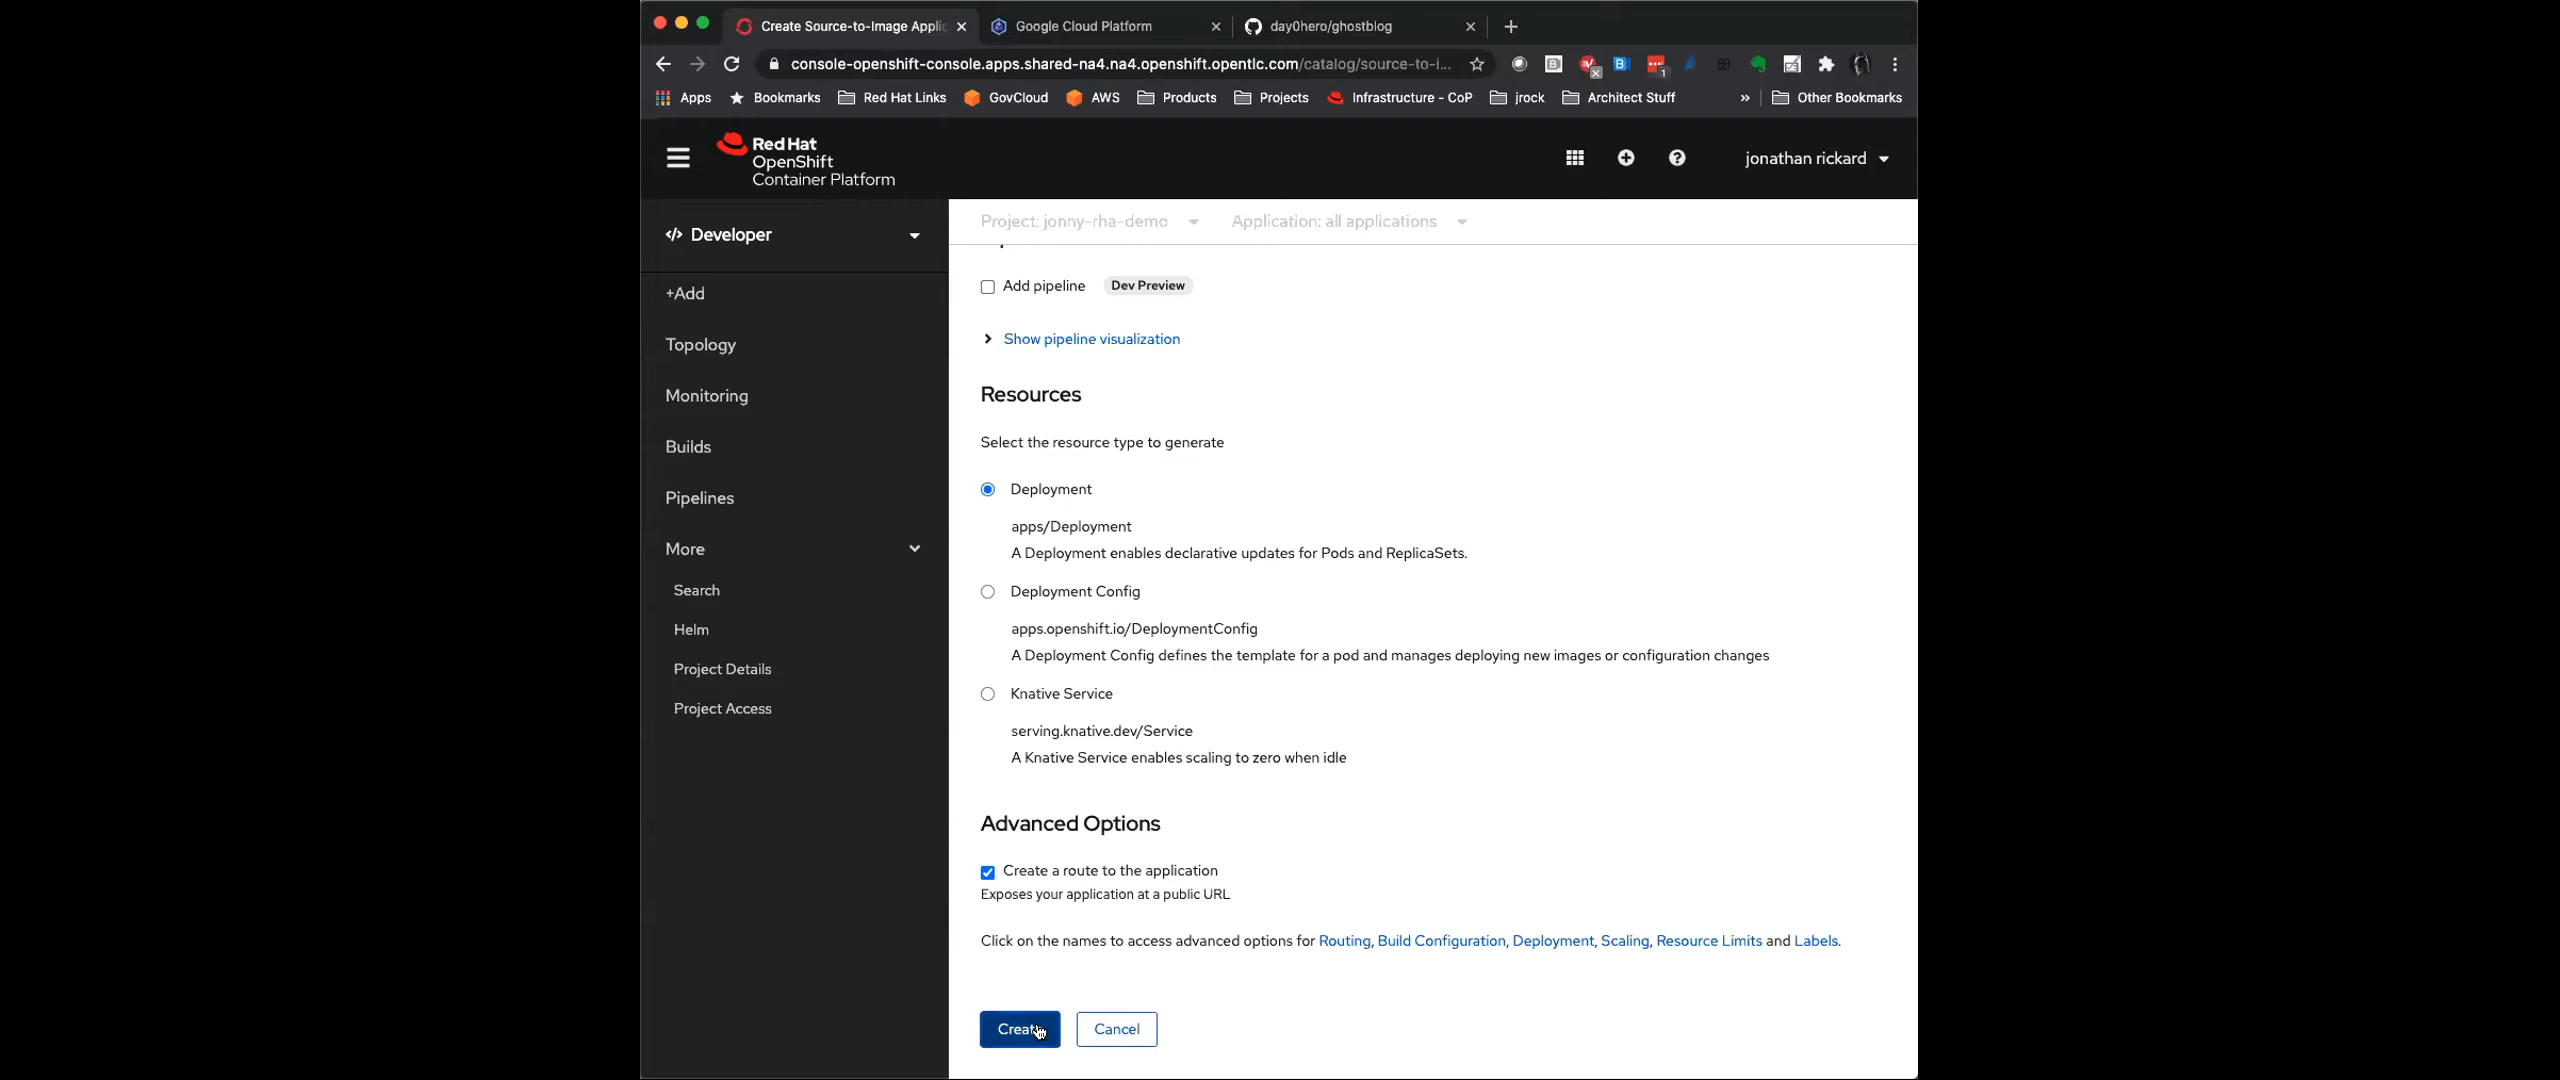 Create Source-to-Image Applic
Google Cloud Platform
day0hero/ghostblog
console-openshift-console.apps.shared-na4.na4.openshift.opentlc.com/catalog/source-to-i...
Apps
Bookmarks
Red Hat Links
GovCloud
AWS
Products
Projects
Infrastructure - CoP
jrock
Architect Stuff
»
Other Bookmarks
Red Hat
OpenShift
Container Platform
jonathan rickard
</> Developer
+Add
Topology
Monitoring
Builds
Pipelines
More
Search
Helm
Project Details
Project Access
Project: jonny-rha-demo
Application: all applications
Add pipeline
Dev Preview
Show pipeline visualization
Resources
Select the resource type to generate
Deployment
apps/Deployment
A Deployment enables declarative updates for Pods and ReplicaSets.
Deployment Config
apps.openshift.io/DeploymentConfig
A Deployment Config defines the template for a pod and manages deploying new images or configuration changes
Knative Service
serving.knative.dev/Service
A Knative Service enables scaling to zero when idle
Advanced Options
Create a route to the application
Exposes your application at a public URL
Click on the names to access advanced options for Routing, Build Configuration, Deployment, Scaling, Resource Limits and Labels.
Create
Cancel